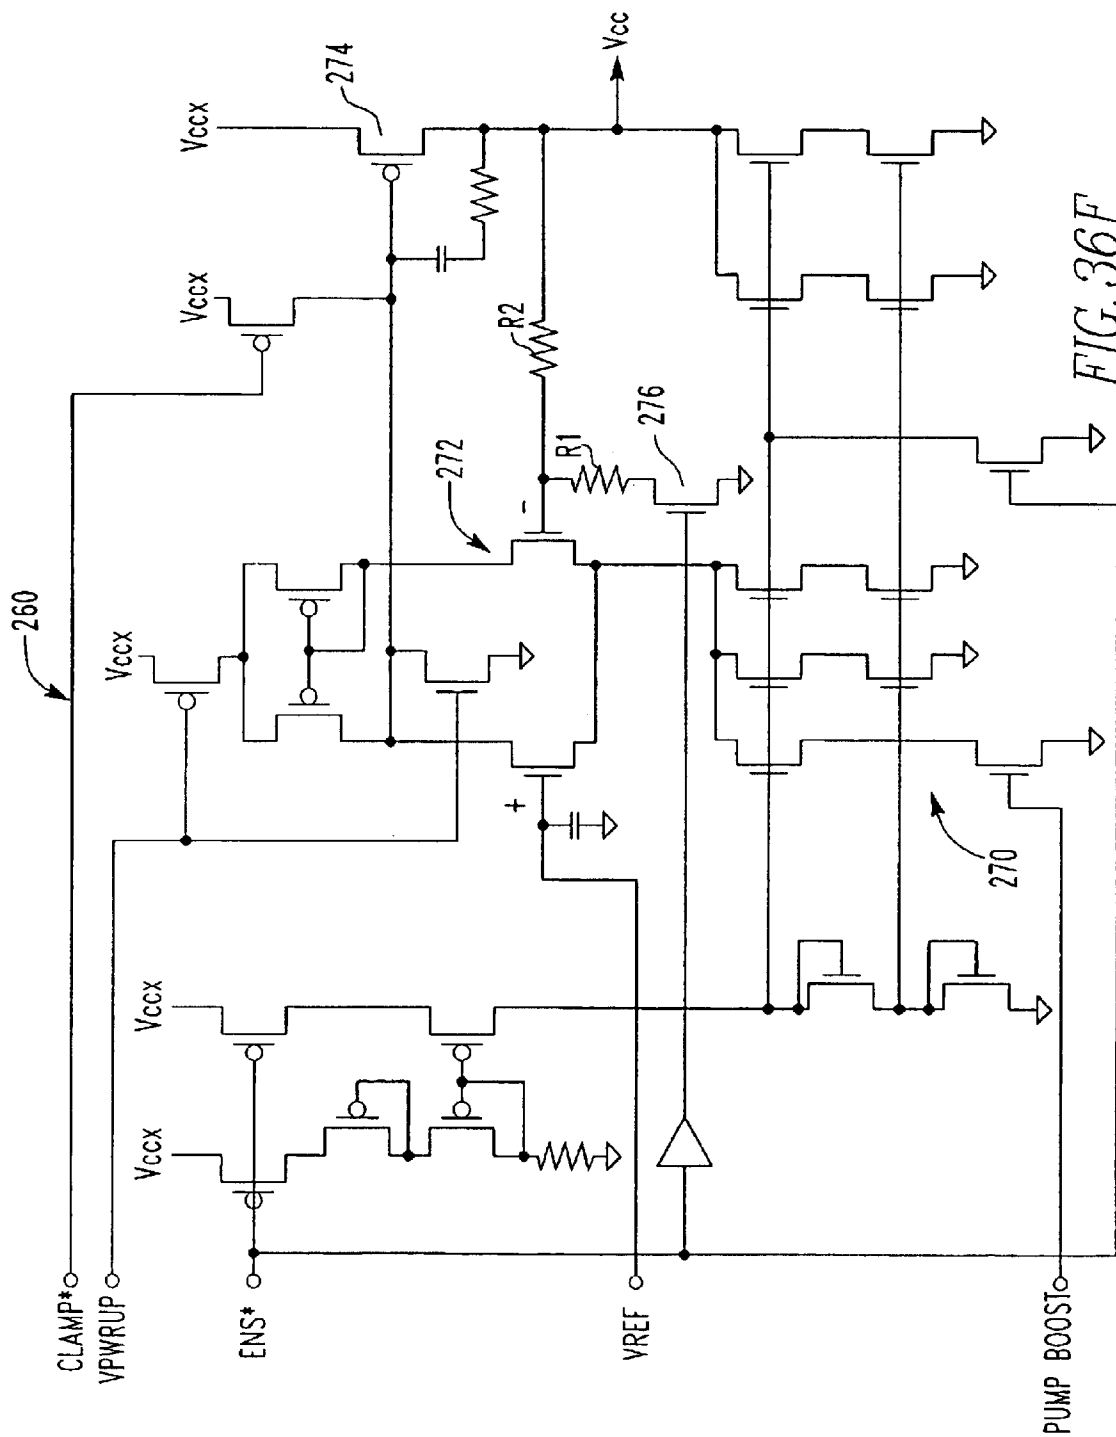 260
CLAMP*
VPWRUP
ENS*
VREF
PUMP BOOST
Vccx
Vccx
Vccx
Vccx
Vccx
274
272
R2
R1
276
Vcc
+
-
270
FIG. 36F